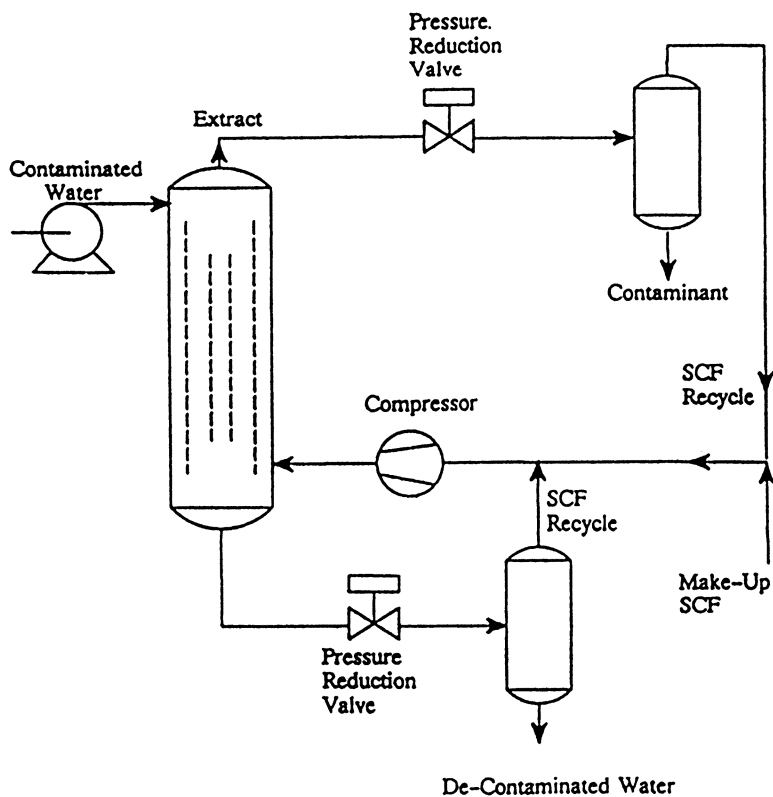 Pressure.
Reduction
Valve
Extract
Contaminated
Water
Contaminant
SCF
Recycle
Compressor
SCF
Recycle
Make-Up
SCF
Pressure
Reduction
Valve
De-Contaminated Water